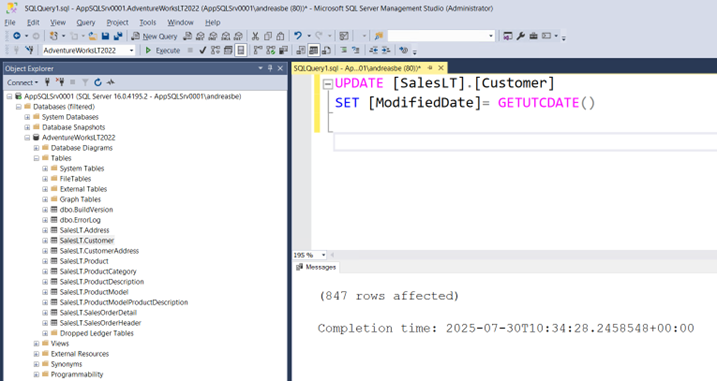 SQLQuery1.sql - AppSQLSrv0001.AdventureWorksLT2022 (AppSQLSrv0001\andreasbe (80))* - Microsoft SQL Server Management Studio (Administrator)
File Edit View Query Project Tools Window Help
New Query
AdventureWorksLT2022 Execute
Object Explorer
Connect
AppSQLSrv0001 (SQL Server 16.0.4195.2 - AppSQLSrv0001\andreasbe)
Databases (filtered)
System Databases
Database Snapshots
AdventureWorksLT2022
Database Diagrams
Tables
System Tables
FileTables
External Tables
Graph Tables
dbo.BuildVersion
dbo.ErrorLog
SalesLT.Address
SalesLT.Customer
SalesLT.CustomerAddress
SalesLT.Product
SalesLT.ProductCategory
SalesLT.ProductDescription
SalesLT.ProductModel
SalesLT.ProductModelProductDescription
SalesLT.SalesOrderDetail
SalesLT.SalesOrderHeader
Dropped Ledger Tables
Views
External Resources
Synonyms
Programmability
SQLQuery1.sql - Ap...01\andreasbe (80))*
UPDATE [SalesLT].[Customer]
SET [ModifiedDate]= GETUTCDATE()
195 %
Messages
(847 rows affected)
Completion time: 2025-07-30T10:34:28.2458548+00:00